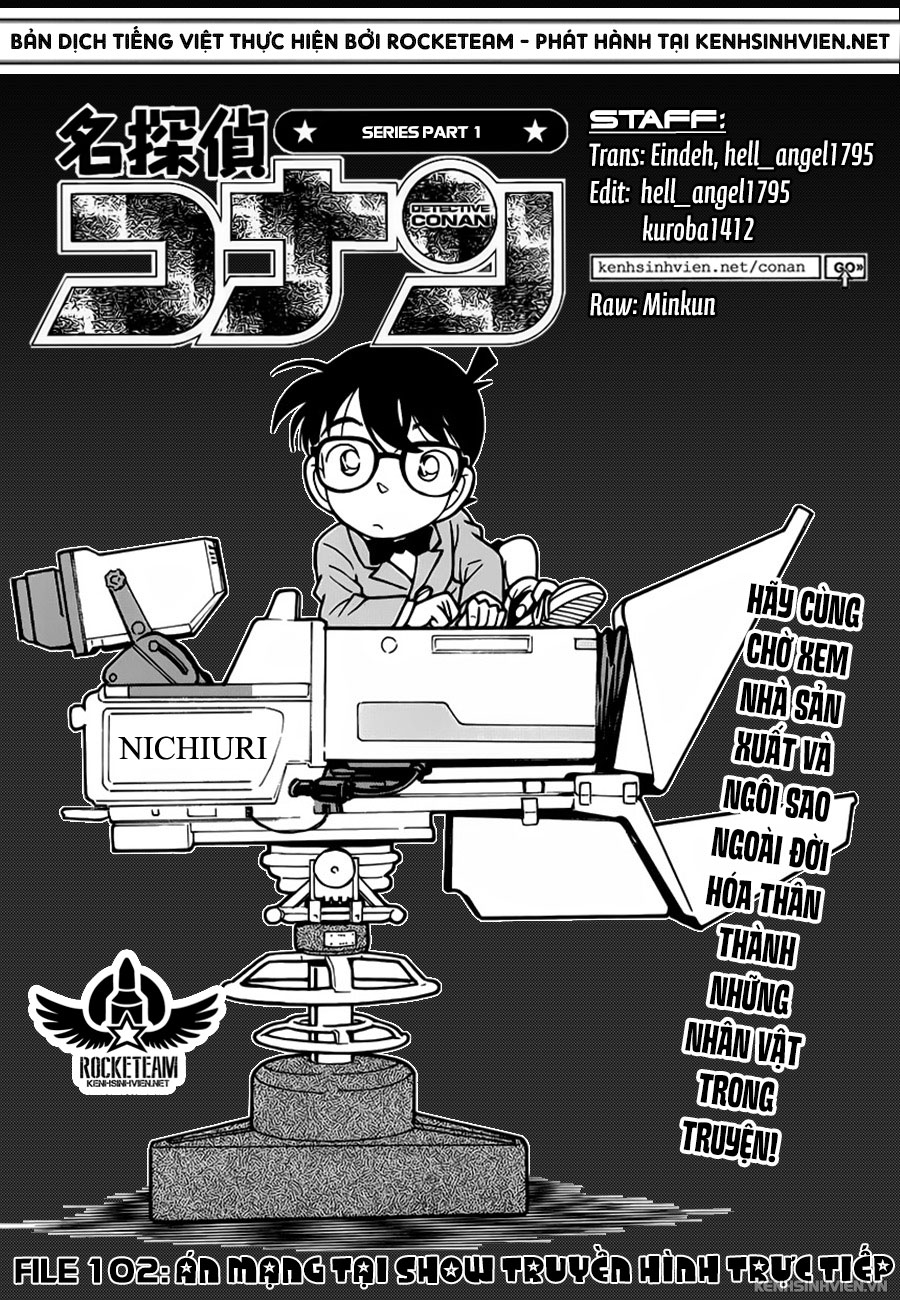 BẢN DỊCH TIẾNG VIỆT THỰC HIỆN BỞI ROCKETEAM - PHÁT HÀNH TẠI KENHSINHVIEN.NET
名探偵
SERIES PART 1
コナン
DETECTIVE
CONAN
STAFF:
Trans: Eindeh, hell_angel1795
Edit: hell_angel1795
kuroba1412
kenhsinhvien.net/conan GO»
Raw: Minkun
HÃY CÙNG
CHỜ XEM
NHÀ SẢN
XUẤT VÀ
NGÔI SAO
NGOÀI ĐỜI
HÓA THÂN
THÀNH
NHỮNG
NHÂN VẬT
TRONG
TRUYỆN!
NICHIURI
ROCKETEAM
KENHSINHVIEN.NET
FILE 102: ÁN MẠNG TẠI SHOW TRUYỀN HÌNH TRỰC TIẾP
KENHSINHVIEN.VN